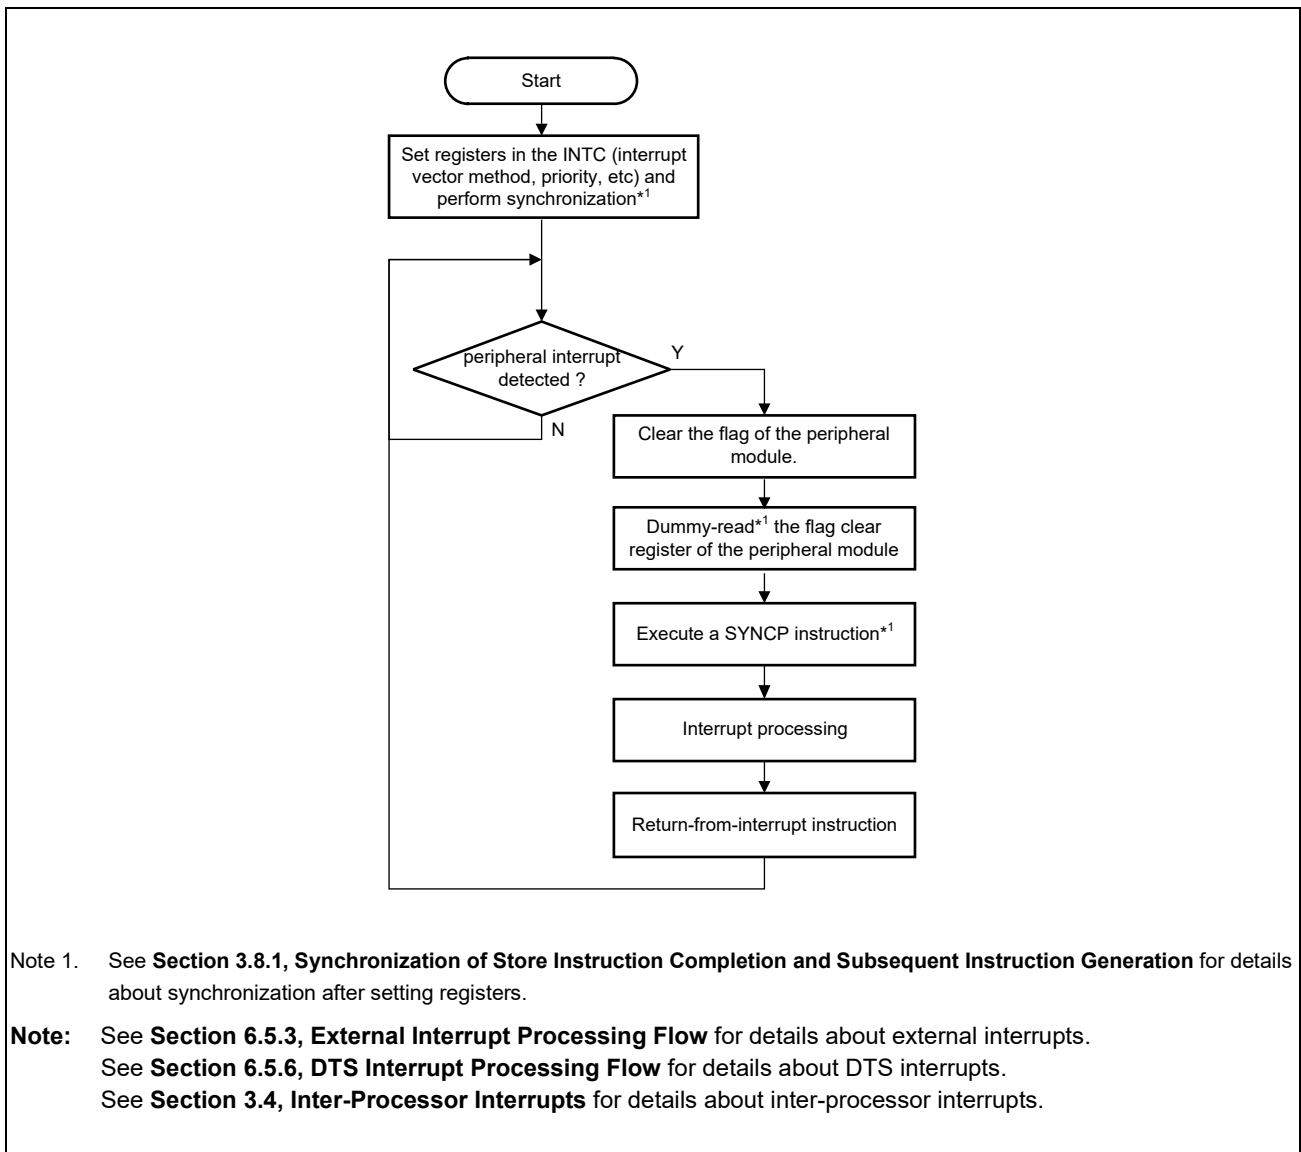 Start
Set registers in the INTC (interrupt
vector method, priority, etc) and
perform synchronization*1
peripheral interrupt
detected ?
Y
N
Clear the flag of the peripheral
module.
Dummy-read*1 the flag clear
register of the peripheral module
Execute a SYNCP instruction*1
Interrupt processing
Return-from-interrupt instruction
Note 1. See Section 3.8.1, Synchronization of Store Instruction Completion and Subsequent Instruction Generation for details
about synchronization after setting registers.
Note: See Section 6.5.3, External Interrupt Processing Flow for details about external interrupts.
See Section 6.5.6, DTS Interrupt Processing Flow for details about DTS interrupts.
See Section 3.4, Inter-Processor Interrupts for details about inter-processor interrupts.